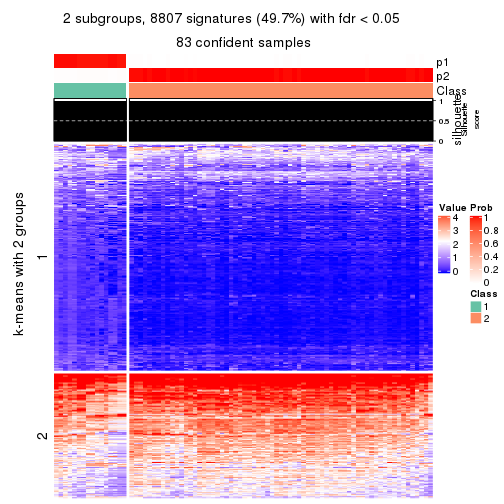 2 subgroups, 8807 signatures (49.7%) with fdr < 0.05
83 confident samples
p1
p2
Class
1
0.5
0
silhouette
Silhouette
score
k-means with 2 groups
1
2
Value
4
3
2
1
0
Prob
1
0.8
0.6
0.4
0.2
0
Class
1
2